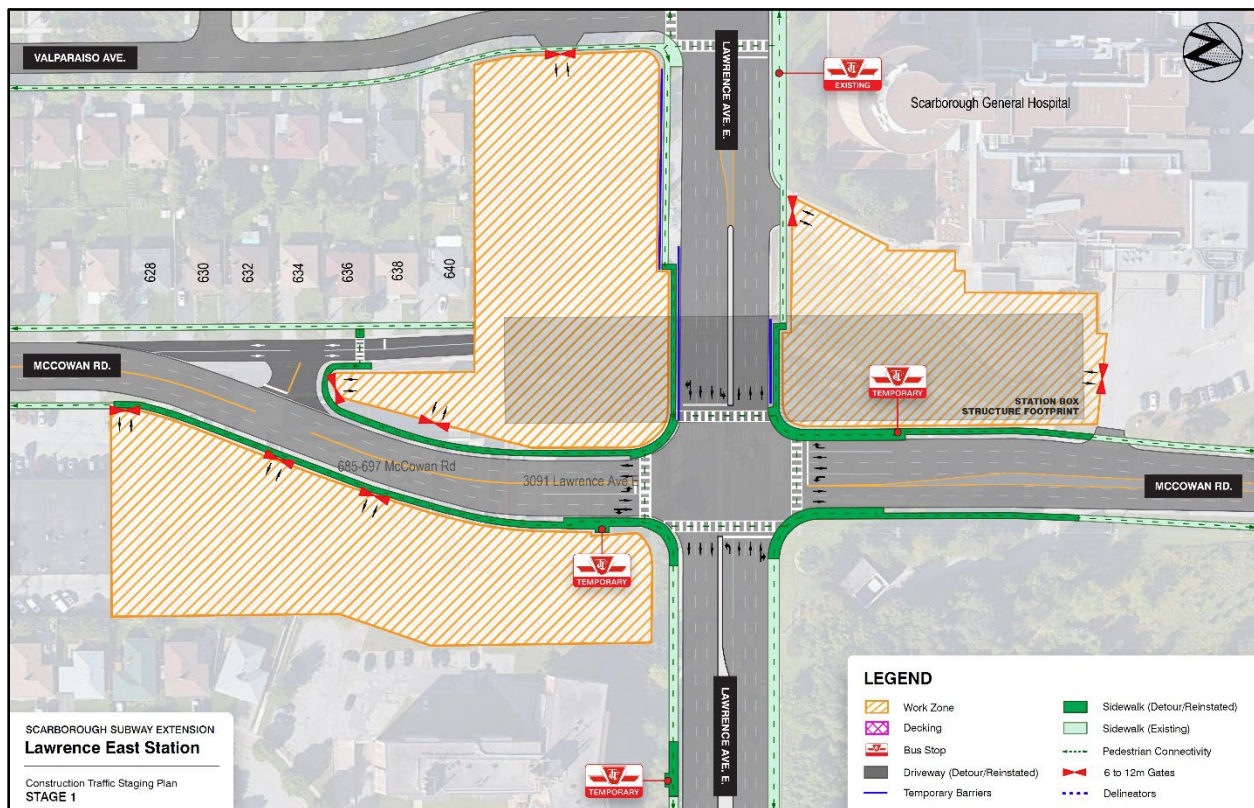 VALPARAISO AVE.
LAWRENCE AVE. E.
EXISTING
Scarborough General Hospital
628
630
632
634
636
638
640
MCCOWAN RD.
TEMPORARY
STATION BOX
STRUCTURE FOOTPRINT
685-697 McCowan Rd
3091 Lawrence Ave E
MCCOWAN RD.
TEMPORARY
LAWRENCE AVE. E.
TEMPORARY
SCARBOROUGH SUBWAY EXTENSION
Lawrence East Station
Construction Traffic Staging Plan
STAGE 1
LEGEND
Work Zone
Decking
Bus Stop
Driveway (Detour/Reinstated)
Temporary Barriers
Sidewalk (Detour/Reinstated)
Sidewalk (Existing)
Pedestrian Connectivity
6 to 12m Gates
Delineators